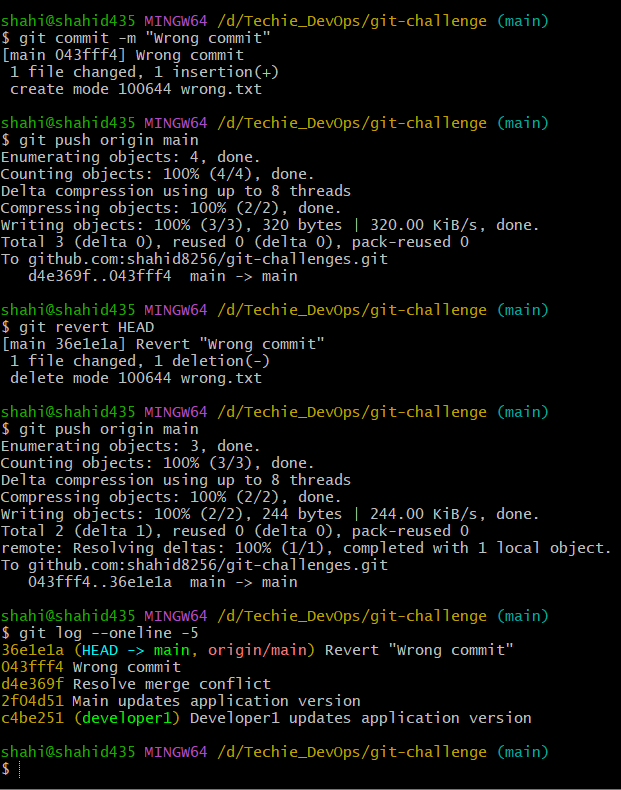 shahi@shahid435 MINGW64 /d/Techie_DevOps/git-challenge (main)
$ git commit -m "Wrong commit"
[main 043fff4] Wrong commit
 1 file changed, 1 insertion(+)
 create mode 100644 wrong.txt

shahi@shahid435 MINGW64 /d/Techie_DevOps/git-challenge (main)
$ git push origin main
Enumerating objects: 4, done.
Counting objects: 100% (4/4), done.
Delta compression using up to 8 threads
Compressing objects: 100% (2/2), done.
Writing objects: 100% (3/3), 320 bytes | 320.00 KiB/s, done.
Total 3 (delta 0), reused 0 (delta 0), pack-reused 0
To github.com:shahid8256/git-challenges.git
   d4e369f..043fff4  main -> main

shahi@shahid435 MINGW64 /d/Techie_DevOps/git-challenge (main)
$ git revert HEAD
[main 36e1e1a] Revert "Wrong commit"
 1 file changed, 1 deletion(-)
 delete mode 100644 wrong.txt

shahi@shahid435 MINGW64 /d/Techie_DevOps/git-challenge (main)
$ git push origin main
Enumerating objects: 3, done.
Counting objects: 100% (3/3), done.
Delta compression using up to 8 threads
Compressing objects: 100% (2/2), done.
Writing objects: 100% (2/2), 244 bytes | 244.00 KiB/s, done.
Total 2 (delta 1), reused 0 (delta 0), pack-reused 0
remote: Resolving deltas: 100% (1/1), completed with 1 local object.
To github.com:shahid8256/git-challenges.git
   043fff4..36e1e1a  main -> main

shahi@shahid435 MINGW64 /d/Techie_DevOps/git-challenge (main)
$ git log --oneline -5
36e1e1a (HEAD -> main, origin/main) Revert "Wrong commit"
043fff4 Wrong commit
d4e369f Resolve merge conflict
2f04d51 Main updates application version
c4be251 (developer1) Developer1 updates application version

shahi@shahid435 MINGW64 /d/Techie_DevOps/git-challenge (main)
$